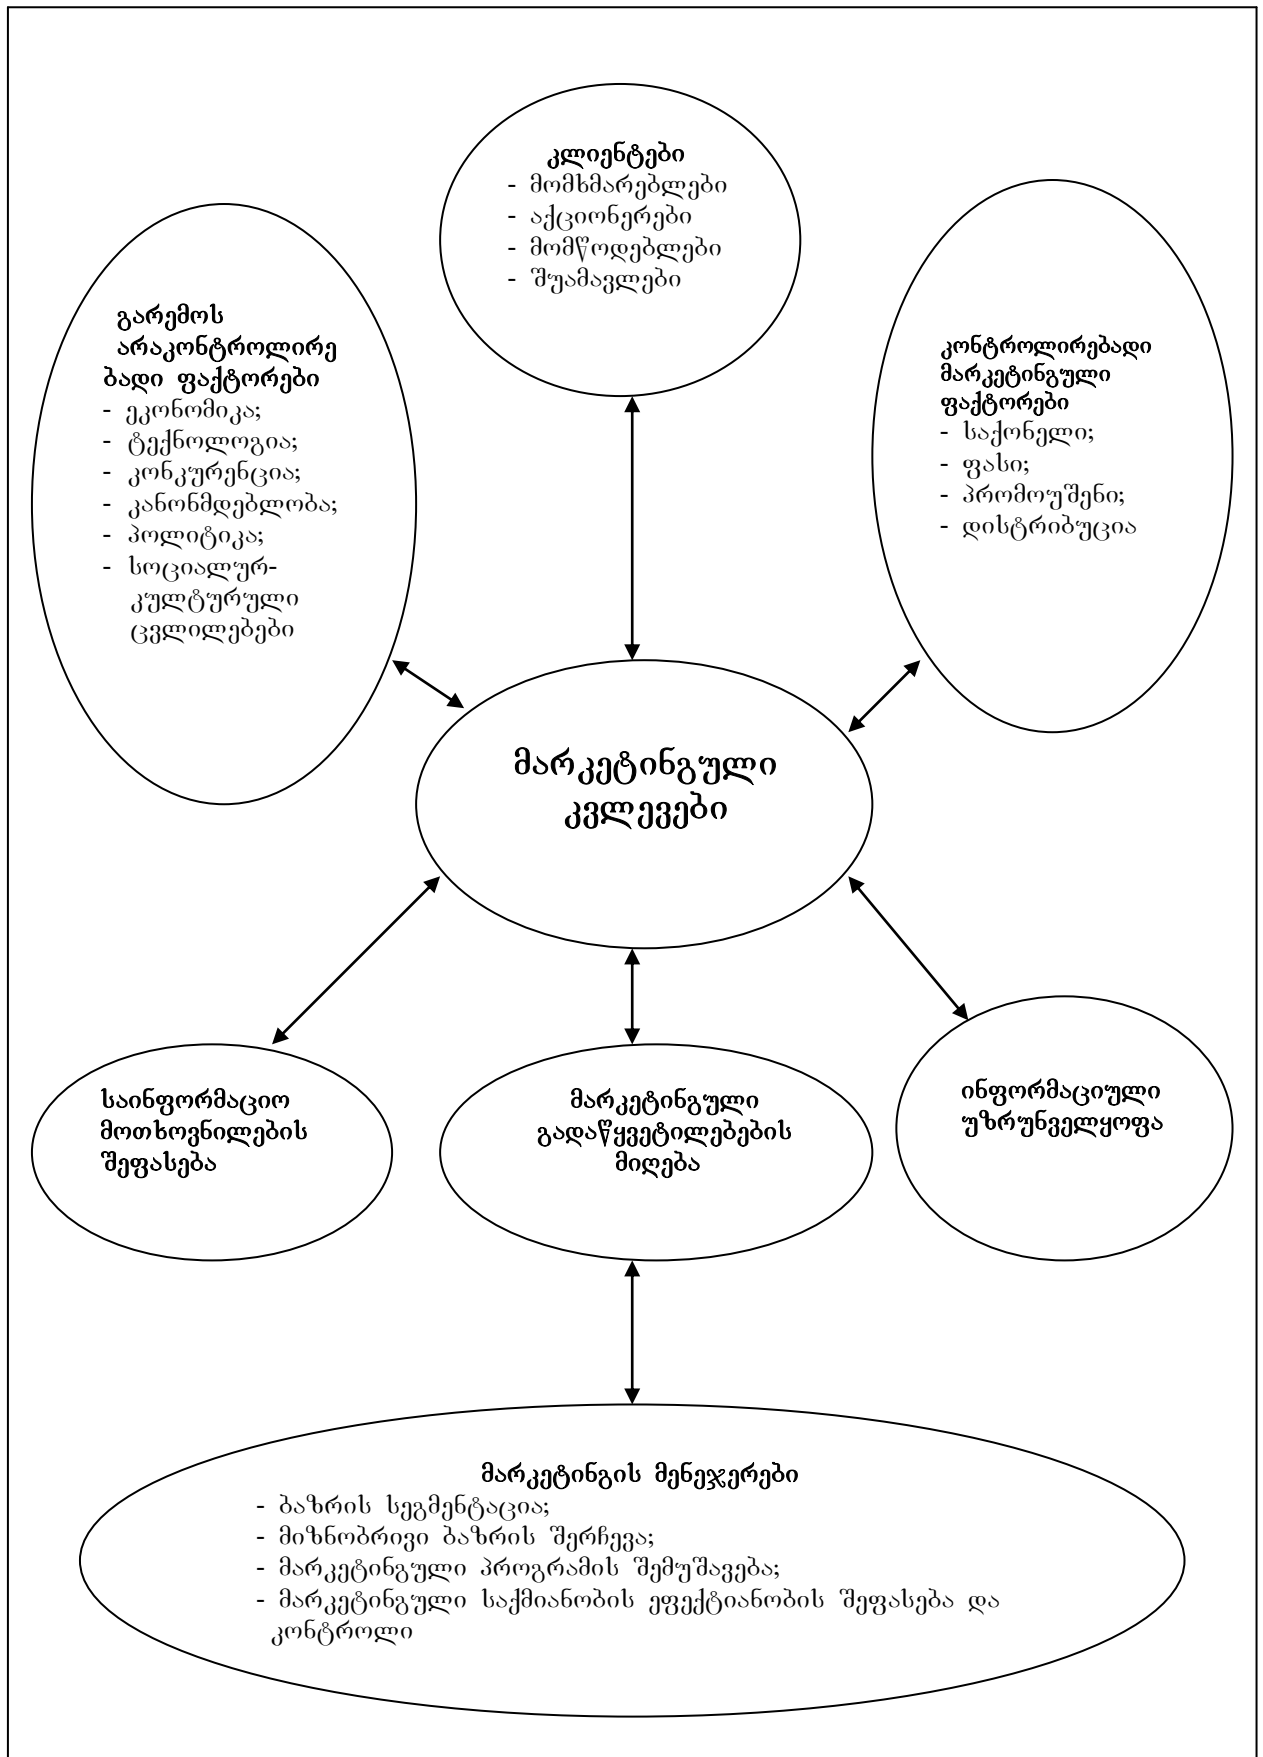 კლიენტები
- მომხმარებლები
- აქციონერები
- მომწოდებლები
- შუამავლები
გარემოს
არაკონტროლირე
ბადი ფაქტორები
- ეკონომიკა;
- ტექნოლოგია;
- კონკურენცია;
- კანონმდებლობა;
- პოლიტიკა;
- სოციალურ-
კულტურული
ცვლილებები
კონტროლირებადი
მარკეტინგული
ფაქტორები
- საქონელი;
- ფასი;
- პრომოუშენი;
- დისტრიბუცია
მარკეტინგული
კვლევები
საინფორმაციო
მოთხოვნილების
შეფასება
მარკეტინგული
გადაწყვეტილებების
მიღება
ინფორმაციული
უზრუნველყოფა
მარკეტინგის მენეჯერები
- ბაზრის სეგმენტაცია;
- მიზნობრივი ბაზრის შერჩევა;
- მარკეტინგული პროგრამის შემუშავება;
- მარკეტინგული საქმიანობის ეფექტიანობის შეფასება და
კონტროლი